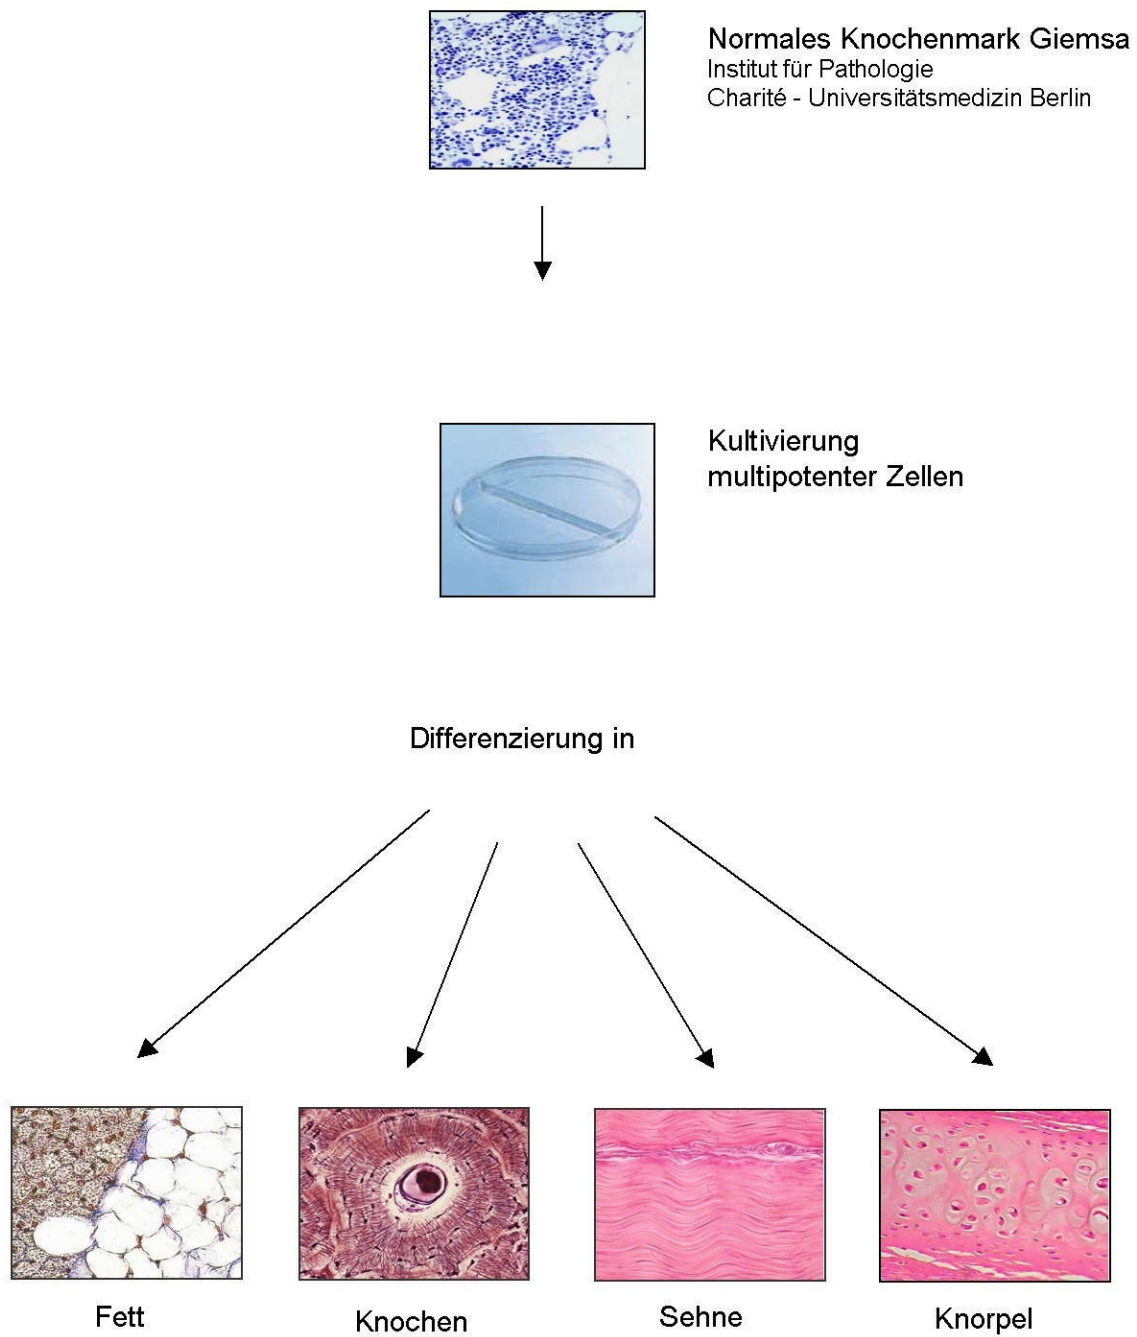 Normales Knochenmark Giemsa
Institut für Pathologie
Charité - Universitätsmedizin Berlin
Kultivierung
multipotenter Zellen
Differenzierung in
Fett
Knochen
Sehne
Knorpel